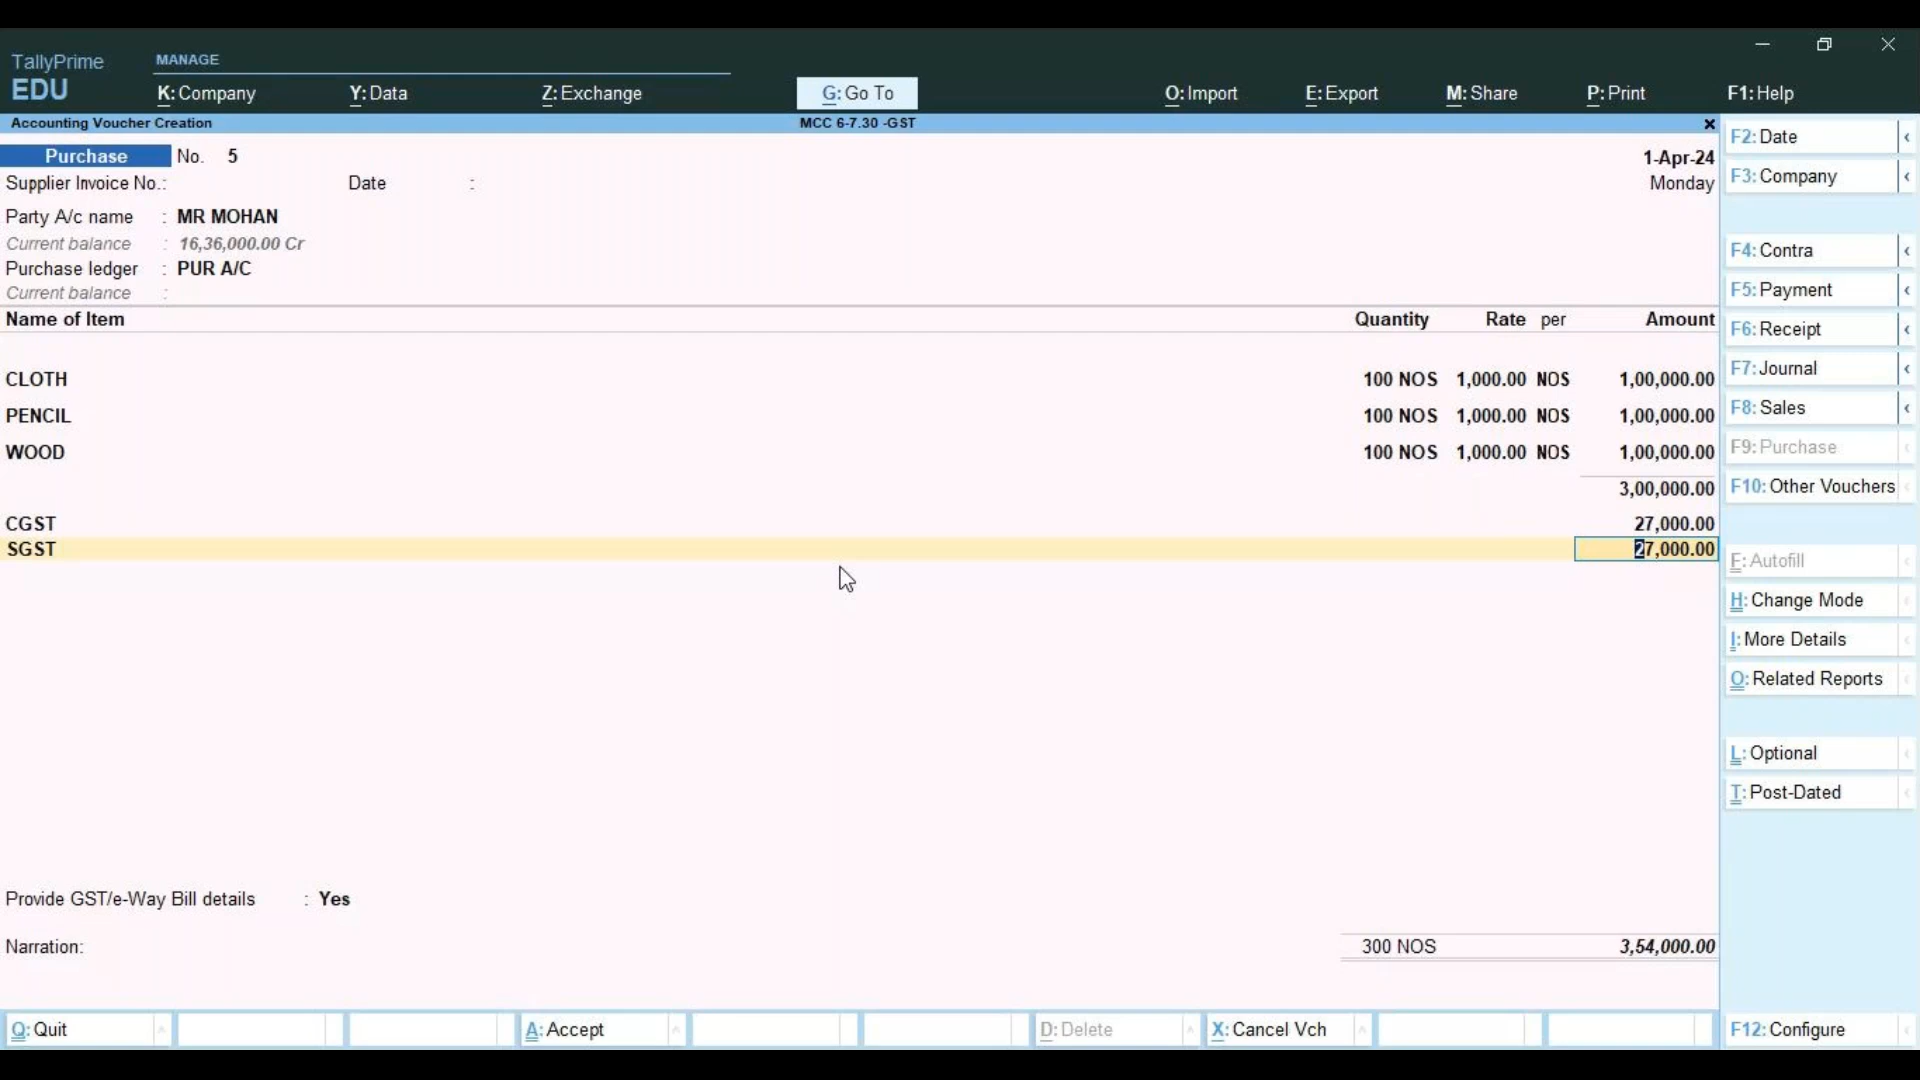 TallyPrime
EDU
MANAGE
K: Company Y: Data Z: Exchange G: Go To O: Import E: Export M: Share P: Print F1: Help
Accounting Voucher Creation MCC 6-7.30 -GST
Purchase No. 5 1-Apr-24
Supplier Invoice No.: Date : Monday
Party A/c name : MR MOHAN
Current balance : 16,36,000.00 Cr
Purchase ledger : PUR A/C
Current balance :
Name of Item Quantity Rate per Amount
CLOTH 100 NOS 1,000.00 NOS 1,00,000.00
PENCIL 100 NOS 1,000.00 NOS 1,00,000.00
WOOD 100 NOS 1,000.00 NOS 1,00,000.00
3,00,000.00
CGST 27,000.00
SGST 27,000.00
Provide GST/e-Way Bill details : Yes
Narration: 300 NOS 3,54,000.00
F2: Date
F3: Company
F4: Contra
F5: Payment
F6: Receipt
F7: Journal
F8: Sales
F9: Purchase
F10: Other Vouchers
F: Autofill
H: Change Mode
I: More Details
O: Related Reports
L: Optional
T: Post-Dated
Q: Quit A: Accept D: Delete X: Cancel Vch F12: Configure